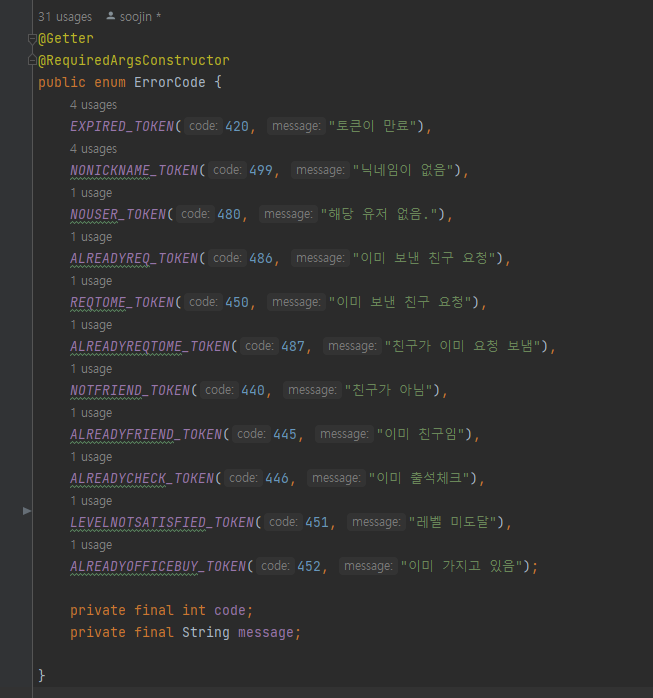 31 usages soojin *
@Getter
@RequiredArgsConstructor
public enum ErrorCode {
4 usages
EXPIRED_TOKEN( code: 420, message: "토큰이 만료"),
4 usages
NONICKNAME_TOKEN( code: 499, message: "닉네임이 없음"),
1 usage
NOUSER_TOKEN( code: 480, message: "해당 유저 없음."),
1 usage
ALREADYREQ_TOKEN( code: 486, message: "이미 보낸 친구 요청"),
1 usage
REQTOME_TOKEN( code: 450, message: "이미 보낸 친구 요청"),
1 usage
ALREADYREQTOME_TOKEN( code: 487, message: "친구가 이미 요청 보냄"),
1 usage
NOTFRIEND_TOKEN( code: 440, message: "친구가 아님"),
1 usage
ALREADYFRIEND_TOKEN( code: 445, message: "이미 친구임"),
1 usage
ALREADYCHECK_TOKEN( code: 446, message: "이미 출석체크"),
1 usage
LEVELNOTSATISFIED_TOKEN( code: 451, message: "레벨 미도달"),
1 usage
ALREADYOFFICEBUY_TOKEN( code: 452, message: "이미 가지고 있음");
private final int code;
private final String message;
}